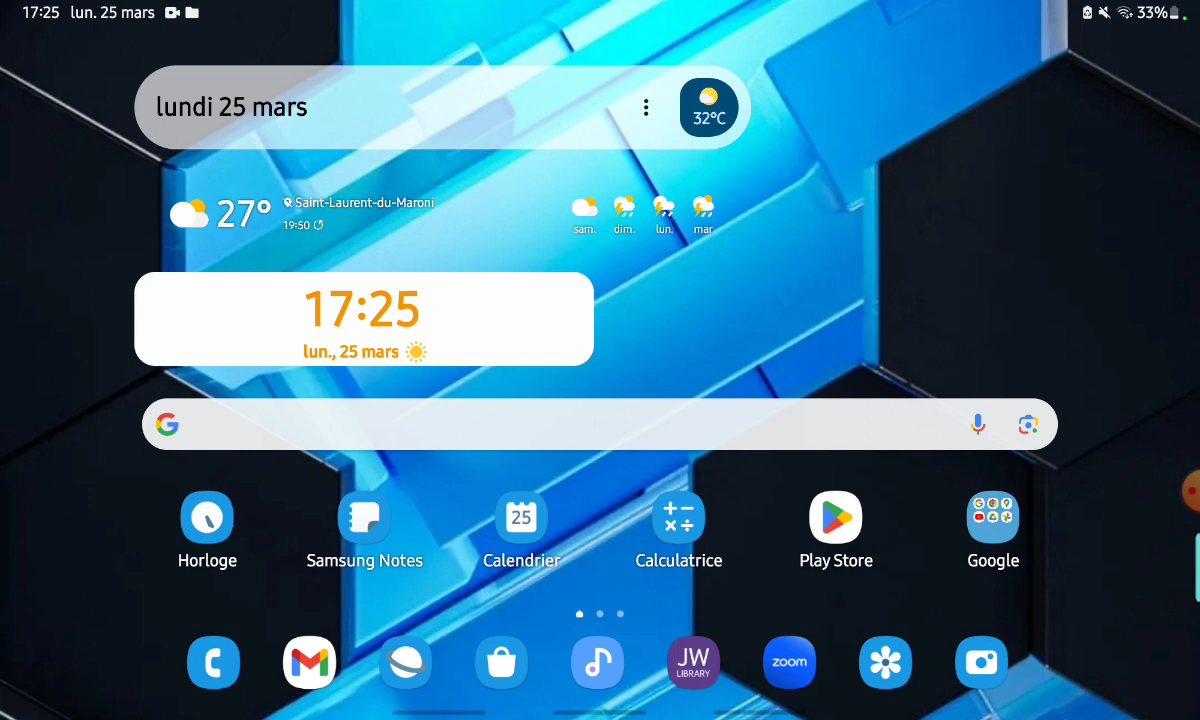 17:25 lun. 25 mars
33%
lundi 25 mars
32°C
27°
Saint-Laurent-du-Maroni
19:50
sam. dim. lun. mar.
17:25
lun., 25 mars
25
Horloge Samsung Notes Calendrier Calculatrice Play Store Google
JW
LIBRARY
zoom